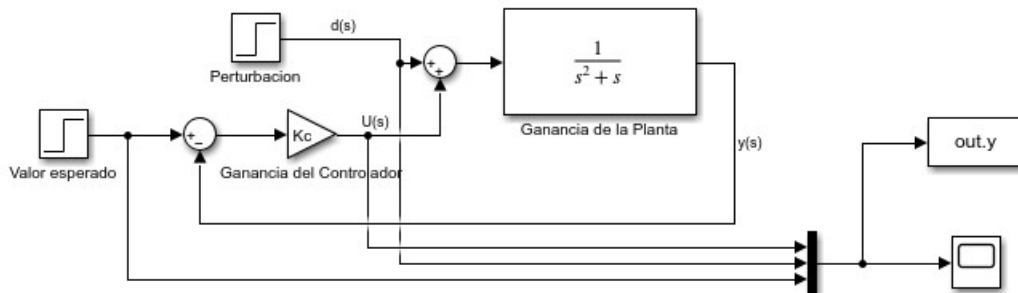 d(s)
Perturbacion
+
+
1
s² + s
Ganancia de la Planta
Valor esperado
+
−
Kc
Ganancia del Controlador
U(s)
y(s)
out.y